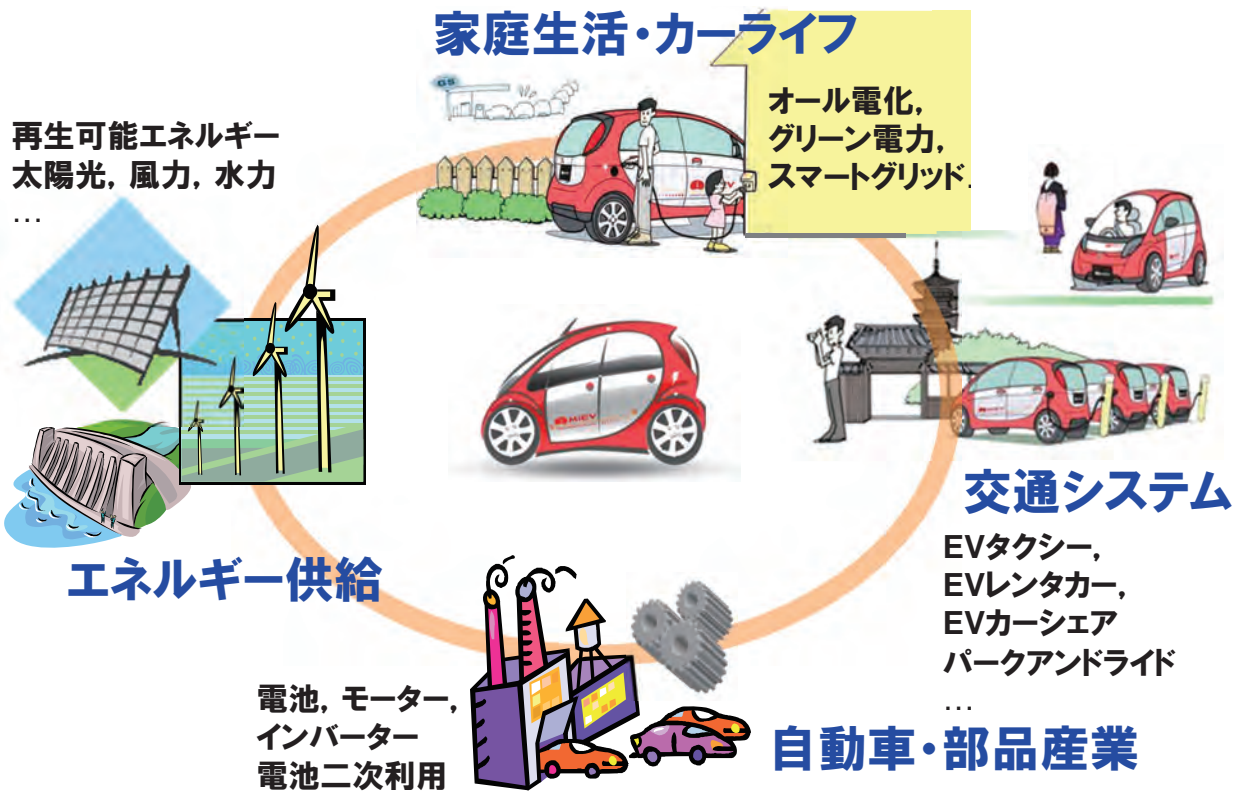 家庭生活・カーライフ
GS
オール電化，
グリーン電力，
スマートグリッド．
MiEV
再生可能エネルギー
太陽光，風力，水力
…
MiEV
MiEV
エネルギー供給
交通システム
EVタクシー，
EVレンタカー，
EVカーシェア
パークアンドライド
…
電池，モーター，
インバーター
電池二次利用
自動車・部品産業